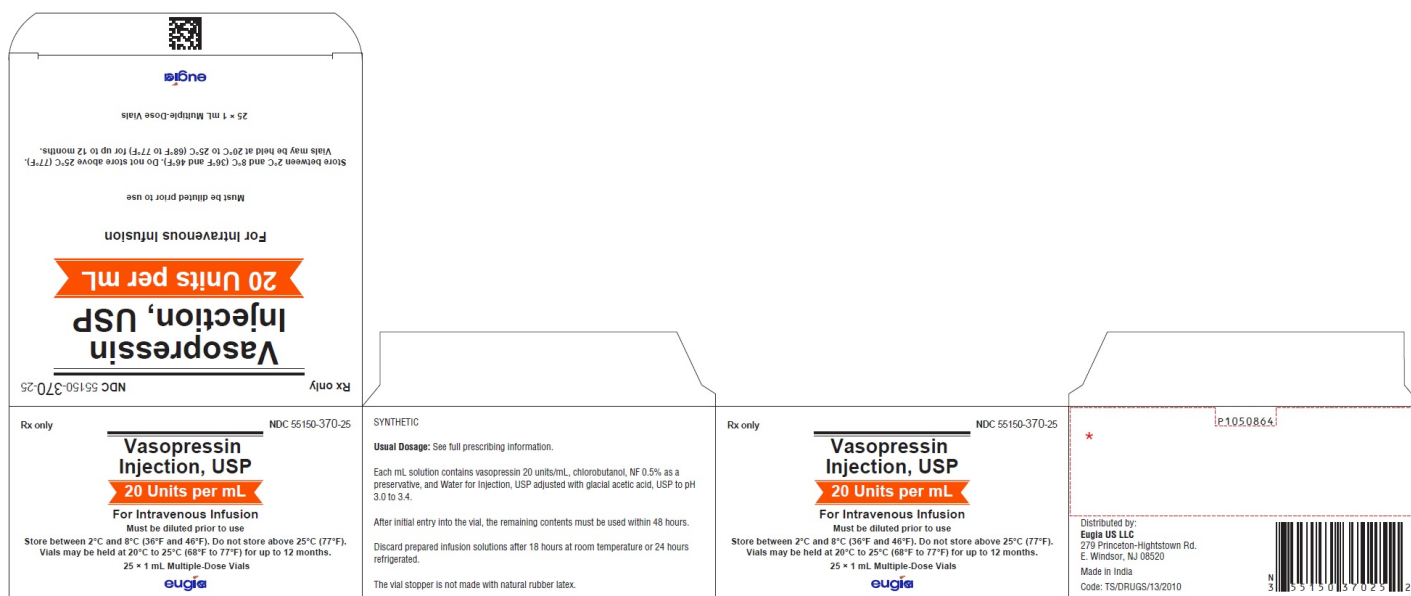 eugia
25 × 1 mL Multiple-Dose Vials
Vials may be held at 20°C to 25°C (68°F to 77°F) for up to 12 months.
Store between 2°C and 8°C (36°F and 46°F). Do not store above 25°C (77°F).
Must be diluted prior to use
For Intravenous Infusion
20 Units per mL
Injection, USP
Vasopressin
NDC 55150-370-25
Rx only
Rx only
NDC 55150-370-25
Vasopressin
Injection, USP
20 Units per mL
For Intravenous Infusion
Must be diluted prior to use
Store between 2°C and 8°C (36°F and 46°F). Do not store above 25°C (77°F).
Vials may be held at 20°C to 25°C (68°F to 77°F) for up to 12 months.
25 × 1 mL Multiple-Dose Vials
eugia
SYNTHETIC
Usual Dosage: See full prescribing information.
Each mL solution contains vasopressin 20 units/mL, chlorobutanol, NF 0.5% as a
preservative, and Water for Injection, USP adjusted with glacial acetic acid, USP to pH
3.0 to 3.4.
After initial entry into the vial, the remaining contents must be used within 48 hours.
Discard prepared infusion solutions after 18 hours at room temperature or 24 hours
refrigerated.
The vial stopper is not made with natural rubber latex.
Rx only
NDC 55150-370-25
Vasopressin
Injection, USP
20 Units per mL
For Intravenous Infusion
Must be diluted prior to use
Store between 2°C and 8°C (36°F and 46°F). Do not store above 25°C (77°F).
Vials may be held at 20°C to 25°C (68°F to 77°F) for up to 12 months.
25 × 1 mL Multiple-Dose Vials
eugia
P1050864
*
Distributed by:
Eugia US LLC
279 Princeton-Hightstown Rd.
E. Windsor, NJ 08520
Made in India
Code: TS/DRUGS/13/2010
N
3 55150 37025 2